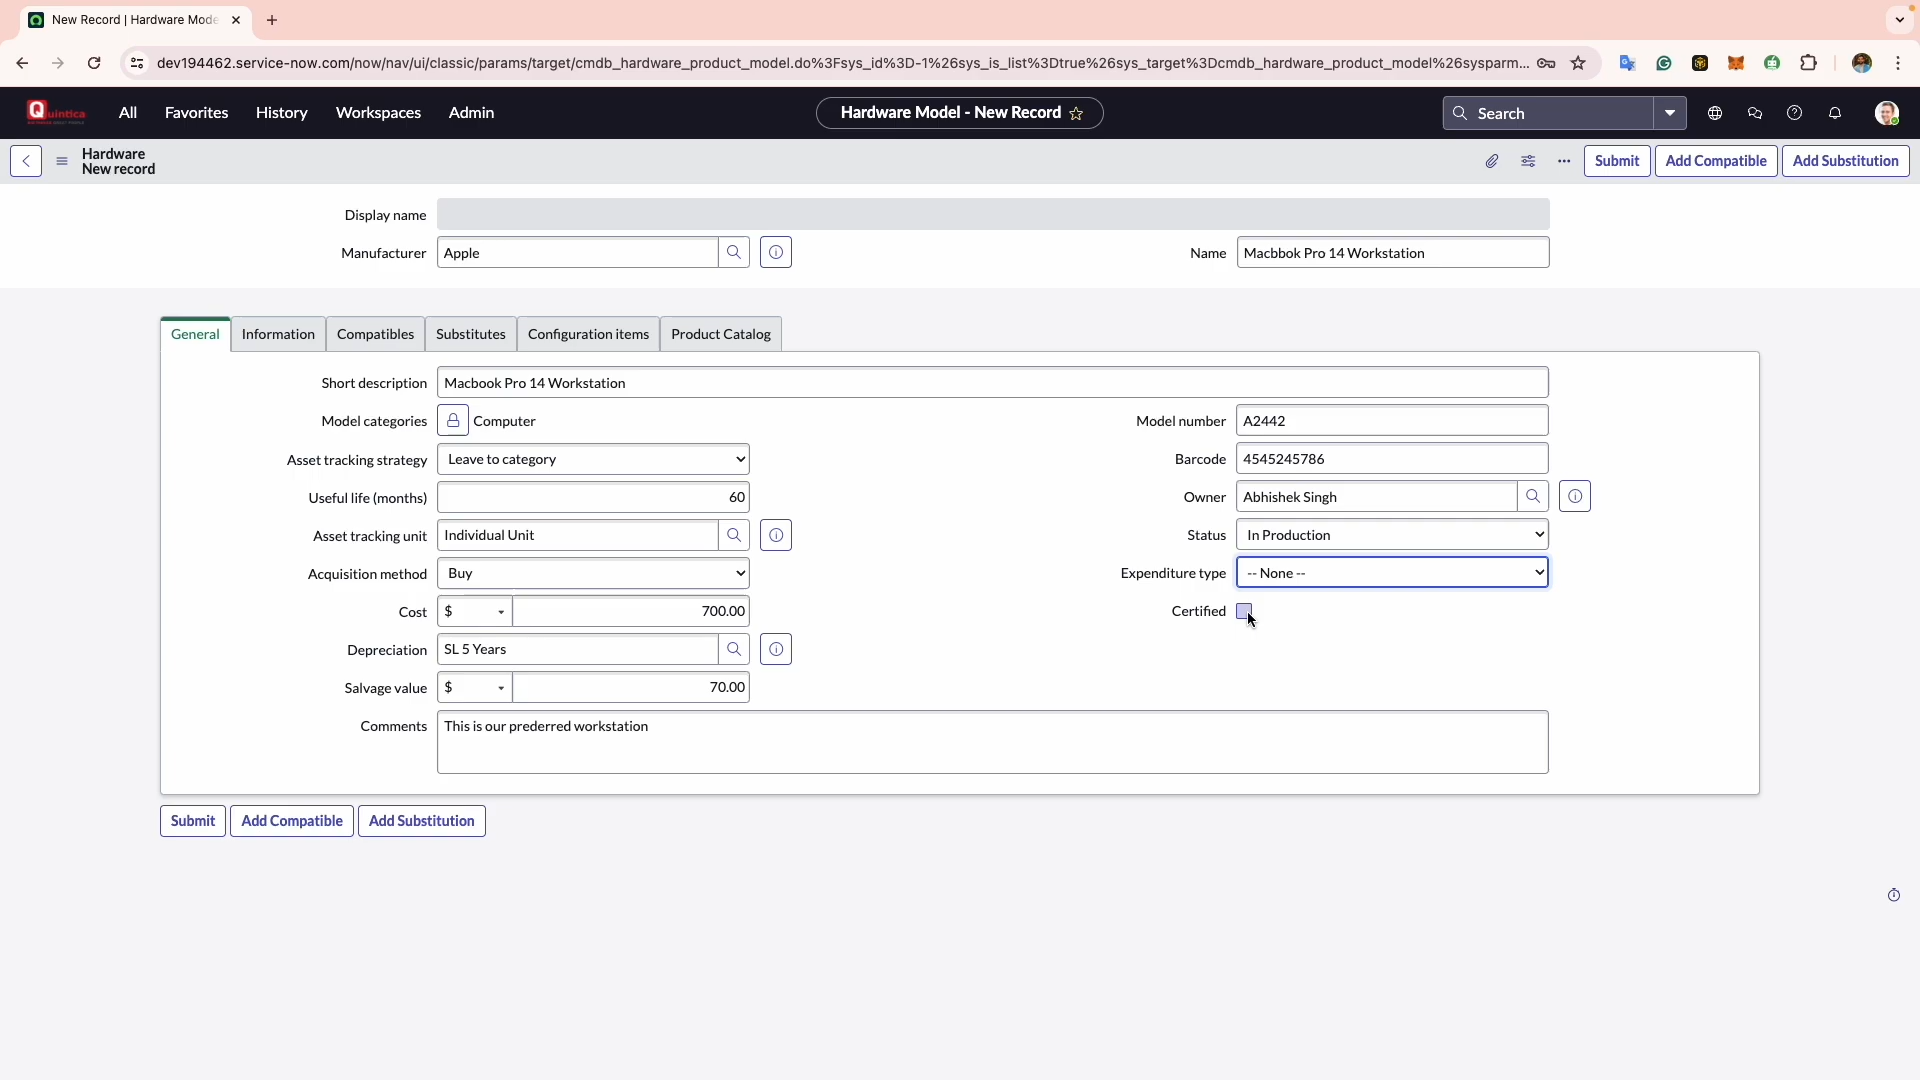 New Record | Hardware Mode
dev194462.service-now.com/now/nav/ui/classic/params/target/cmdb_hardware_product_model.do%3Fsys_id%3D-1%26sys_is_list%3Dtrue%26sys_target%3Dcmdb_hardware_product_model%26sysparm...
Quintica All Favorites History Workspaces Admin Hardware Model - New Record Search
Hardware
New record
Submit Add Compatible Add Substitution
Display name
Manufacturer Apple Name Macbbok Pro 14 Workstation
General Information Compatibles Substitutes Configuration items Product Catalog
Short description Macbook Pro 14 Workstation
Model categories Computer Model number A2442
Asset tracking strategy Leave to category Barcode 4545245786
Useful life (months) 60 Owner Abhishek Singh
Asset tracking unit Individual Unit Status In Production
Acquisition method Buy Expenditure type -- None --
Cost $ 700.00 Certified
Depreciation SL 5 Years
Salvage value $ 70.00
Comments This is our prederred workstation
Submit Add Compatible Add Substitution